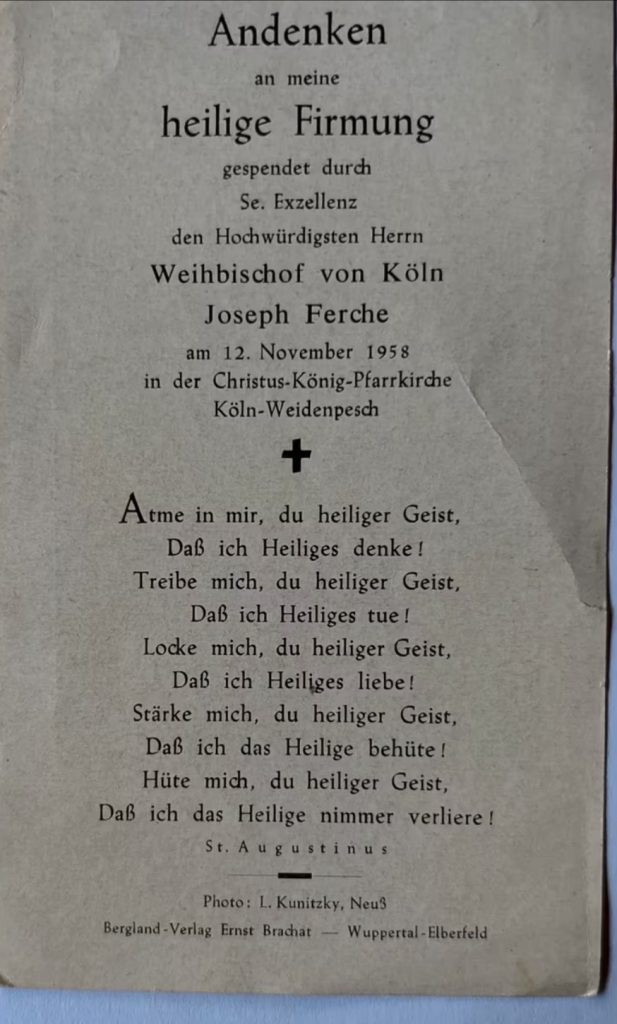 Andenken
an meine
heilige Firmung
gespendet durch
Se. Exzellenz
den Hochwürdigsten Herrn
Weihbischof von Köln
Joseph Ferche
am 12. November 1958
in der Christus-König-Pfarrkirche
Köln-Weidenpesch
Atme in mir, du heiliger Geist,
Daß ich Heiliges denke!
Treibe mich, du heiliger Geist,
Daß ich Heiliges tue!
Locke mich, du heiliger Geist,
Daß ich Heiliges liebe!
Stärke mich, du heiliger Geist,
Daß ich das Heilige behüte!
Hüte mich, du heiliger Geist,
Daß ich das Heilige nimmer verliere!
St. Augustinus
Photo: L. Kunitzky, Neuß
Bergland-Verlag Ernst Brachat — Wuppertal-Elberfeld